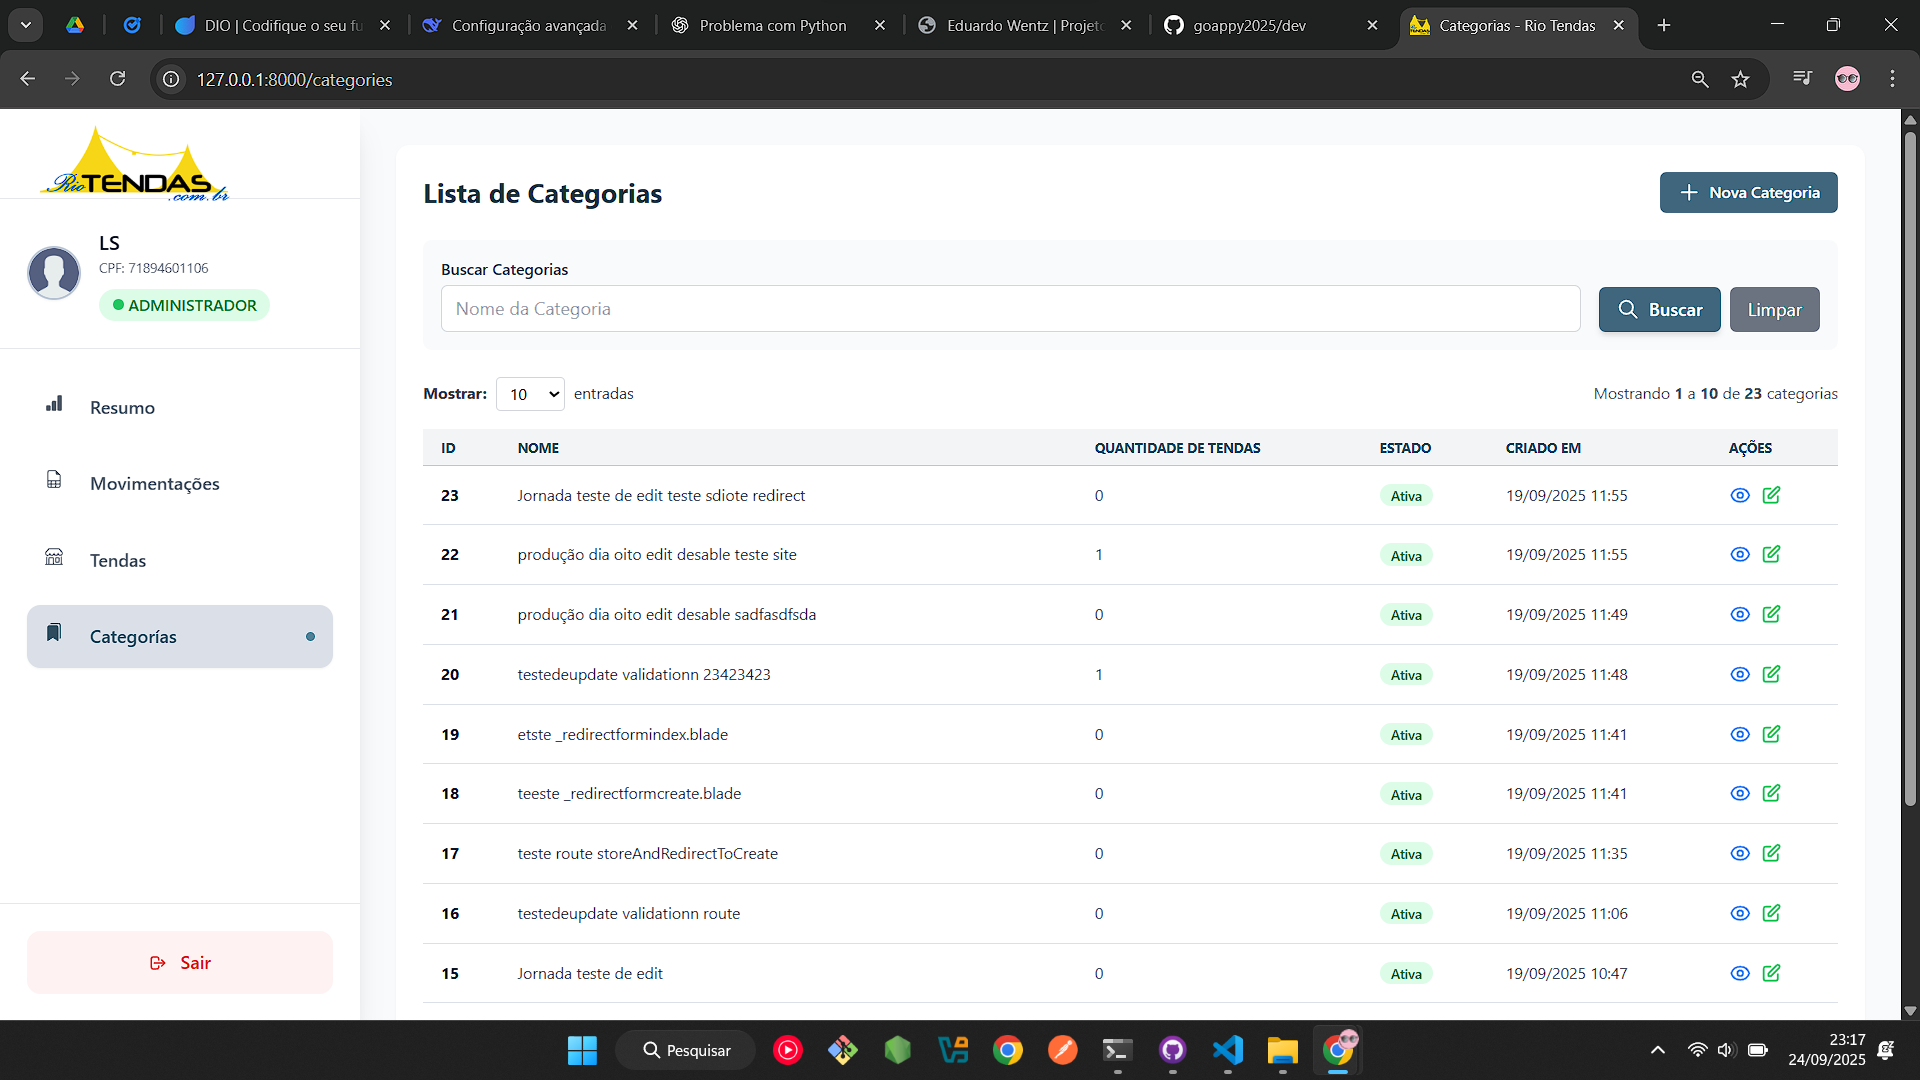 DIO | Codifique o seu fu
Configuração avançada
Problema com Python
Eduardo Wentz | Projeto
goappy2025/dev
Categorias - Rio Tendas
127.0.0.1:8000/categories
Rio TENDAS
.com.br
LS
CPF: 71894601106
ADMINISTRADOR
Resumo
Movimentações
Tendas
Categorías
Sair
Lista de Categorias
Nova Categoria
Buscar Categorias
Nome da Categoria
Buscar
Limpar
Mostrar: 10 entradas
Mostrando 1 a 10 de 23 categorias
ID NOME QUANTIDADE DE TENDAS ESTADO CRIADO EM AÇÕES
23 Jornada teste de edit teste sdiote redirect 0 Ativa 19/09/2025 11:55
22 produção dia oito edit desable teste site 1 Ativa 19/09/2025 11:55
21 produção dia oito edit desable sadfasdfsda 0 Ativa 19/09/2025 11:49
20 testedeupdate validationn 23423423 1 Ativa 19/09/2025 11:48
19 etste _redirectformindex.blade 0 Ativa 19/09/2025 11:41
18 teeste _redirectformcreate.blade 0 Ativa 19/09/2025 11:41
17 teste route storeAndRedirectToCreate 0 Ativa 19/09/2025 11:35
16 testedeupdate validationn route 0 Ativa 19/09/2025 11:06
15 Jornada teste de edit 0 Ativa 19/09/2025 10:47
Pesquisar
23:17
24/09/2025